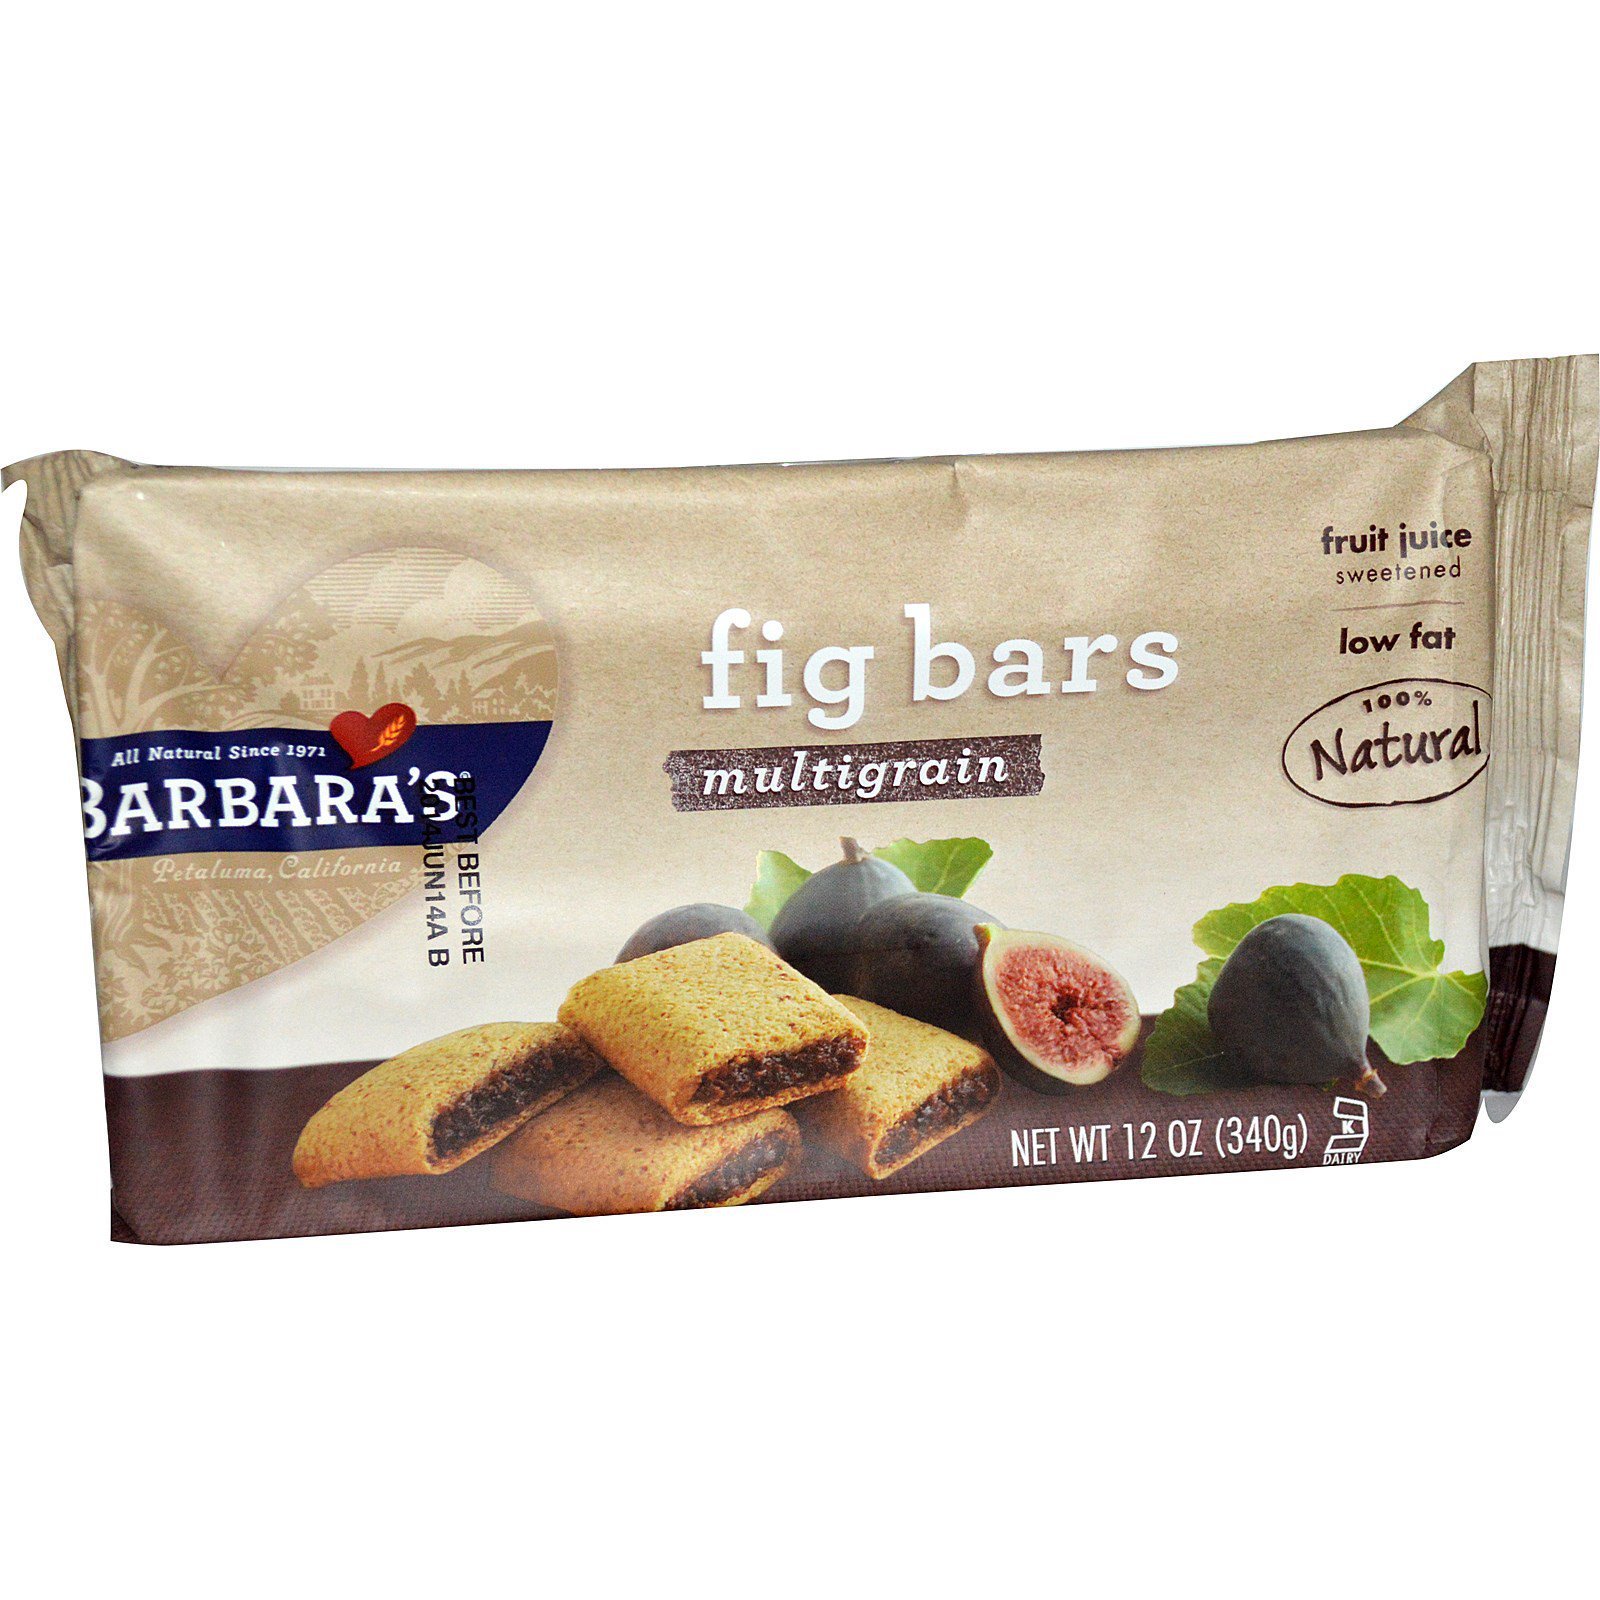 All Natural Since 1971
BARBARA'S
Petaluma, California
BEST BEFORE
2014JUN14A B
fig bars
multigrain
fruit juice
sweetened
low fat
100%
Natural
NET WT 12 OZ (340g)
K
DAIRY